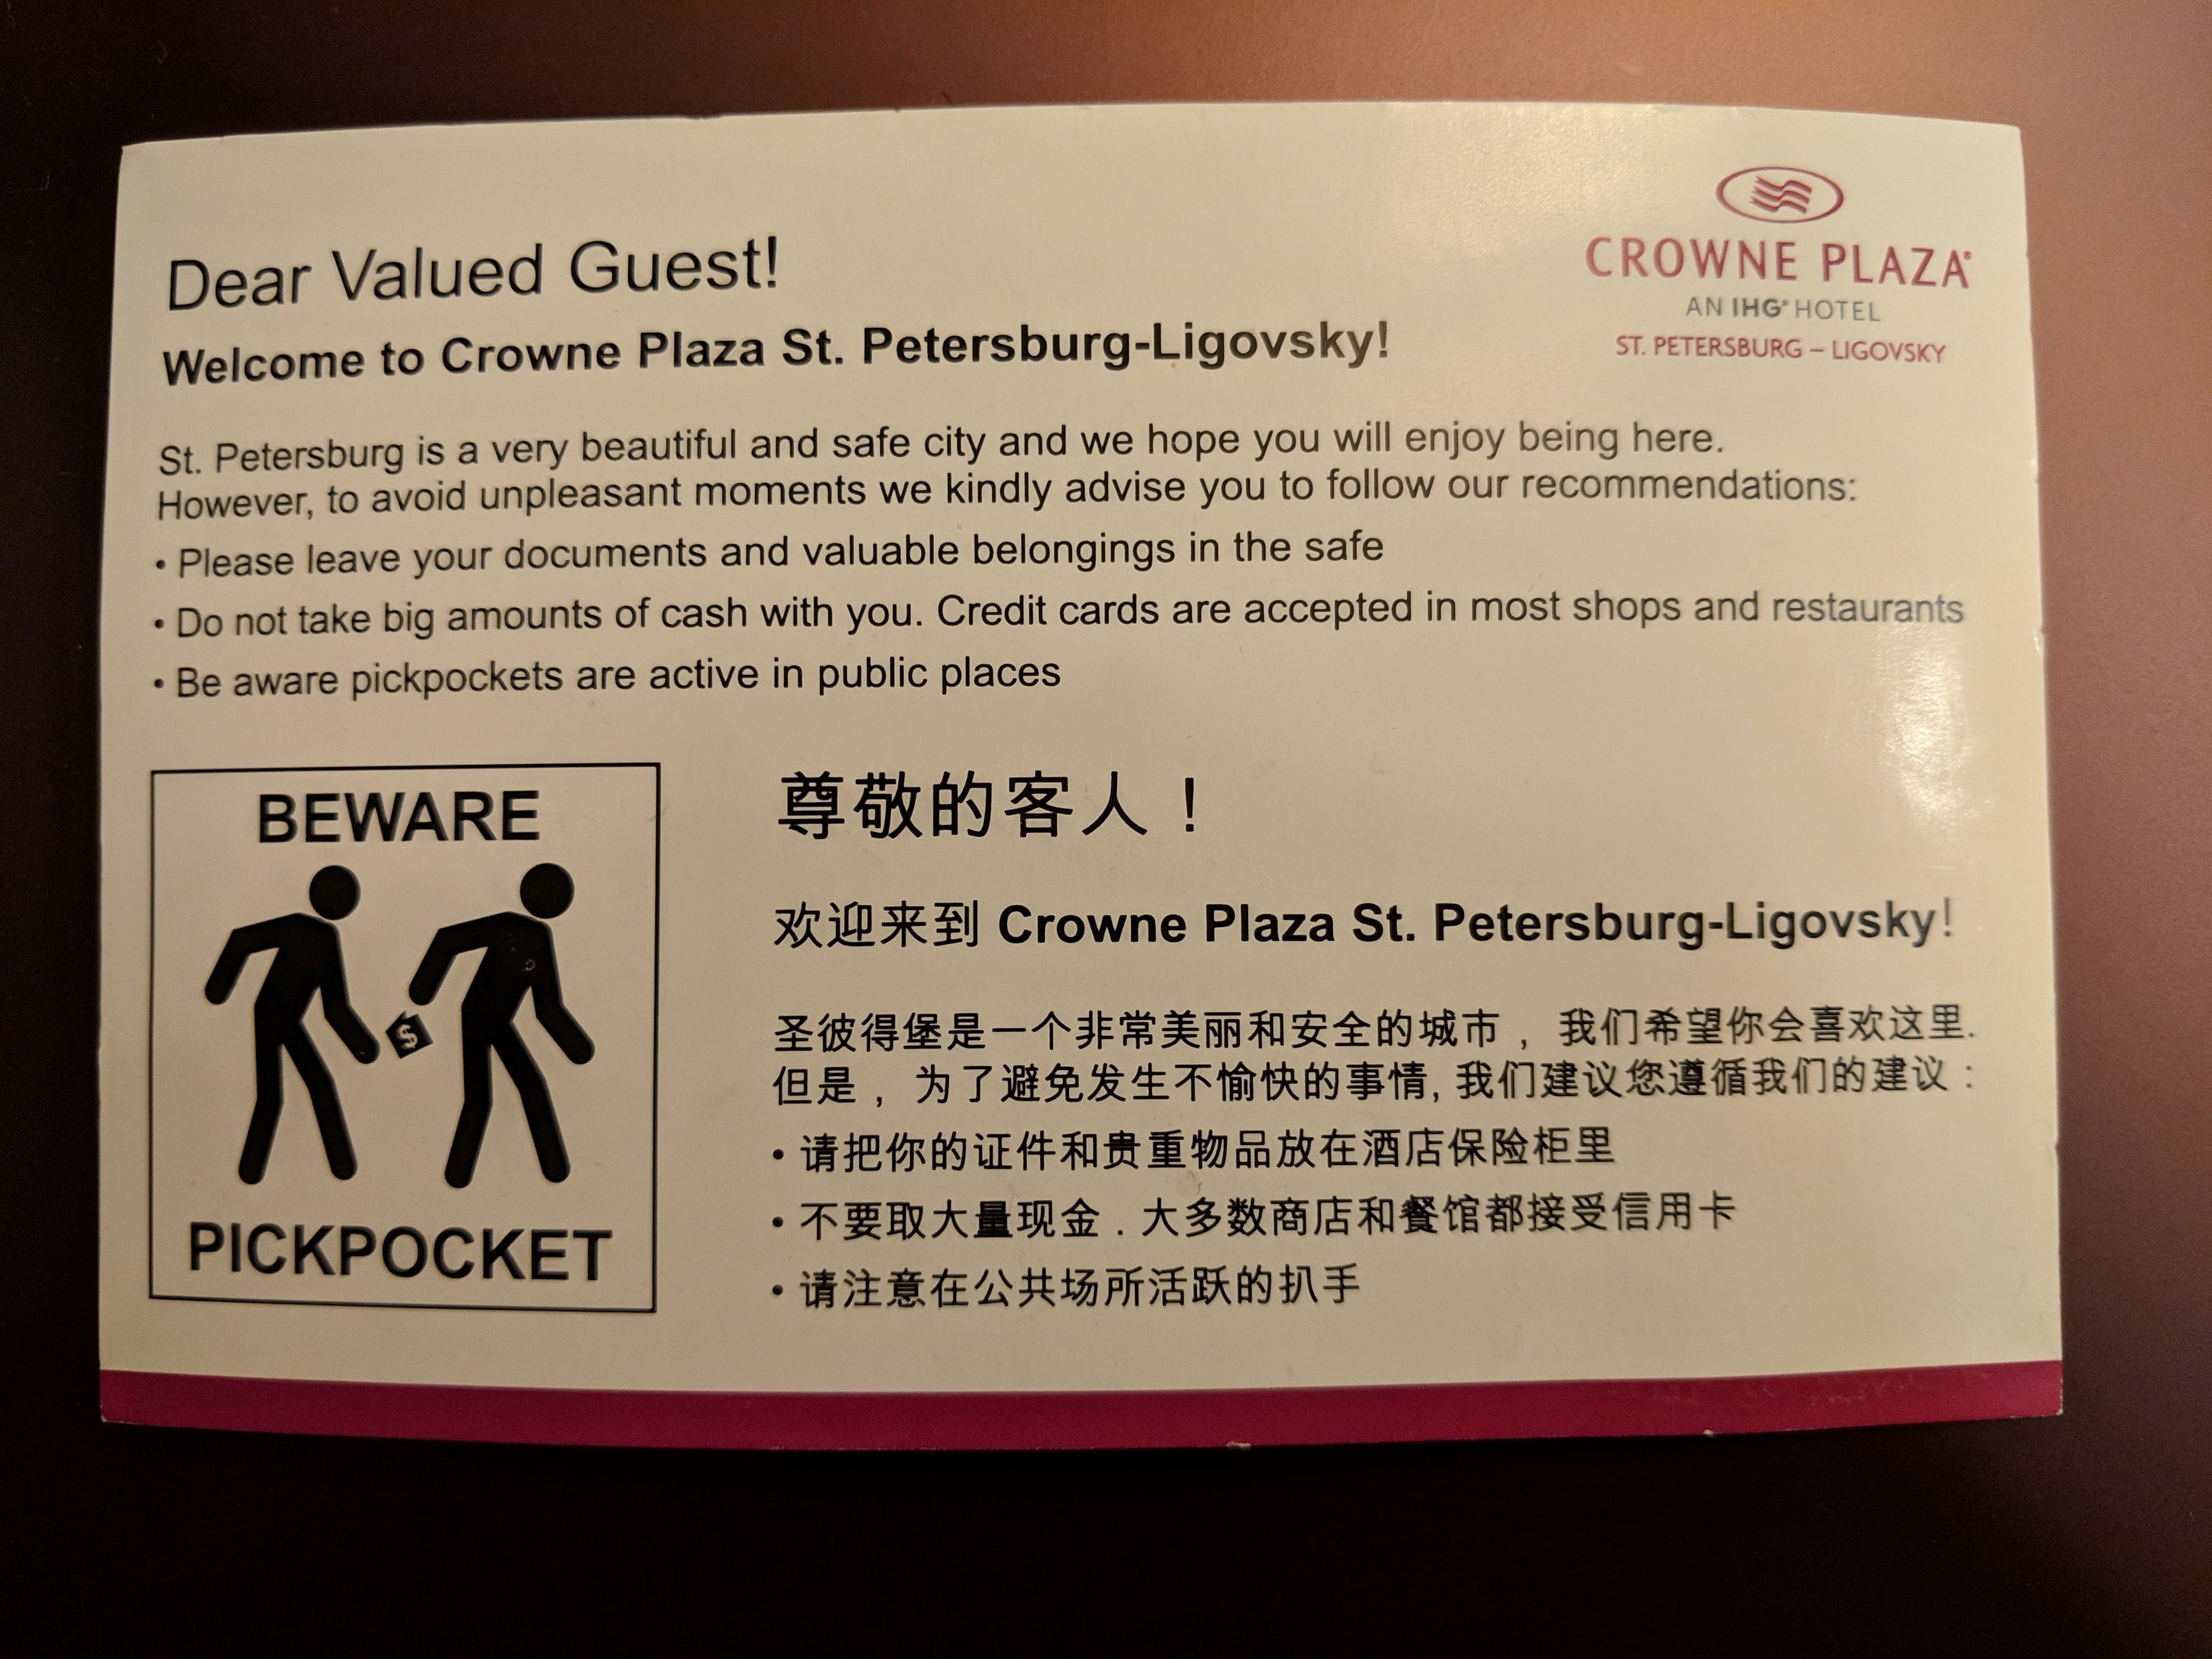 CROWNE PLAZA®
AN IHG® HOTEL
ST. PETERSBURG – LIGOVSKY
Dear Valued Guest!
Welcome to Crowne Plaza St. Petersburg-Ligovsky!
St. Petersburg is a very beautiful and safe city and we hope you will enjoy being here.
However, to avoid unpleasant moments we kindly advise you to follow our recommendations:
• Please leave your documents and valuable belongings in the safe
• Do not take big amounts of cash with you. Credit cards are accepted in most shops and restaurants
• Be aware pickpockets are active in public places
BEWARE
$
PICKPOCKET
尊敬的客人！
欢迎来到 Crowne Plaza St. Petersburg-Ligovsky!
圣彼得堡是一个非常美丽和安全的城市， 我们希望你会喜欢这里.
但是， 为了避免发生不愉快的事情, 我们建议您遵循我们的建议：
• 请把你的证件和贵重物品放在酒店保险柜里
• 不要取大量现金 . 大多数商店和餐馆都接受信用卡
• 请注意在公共场所活跃的扒手